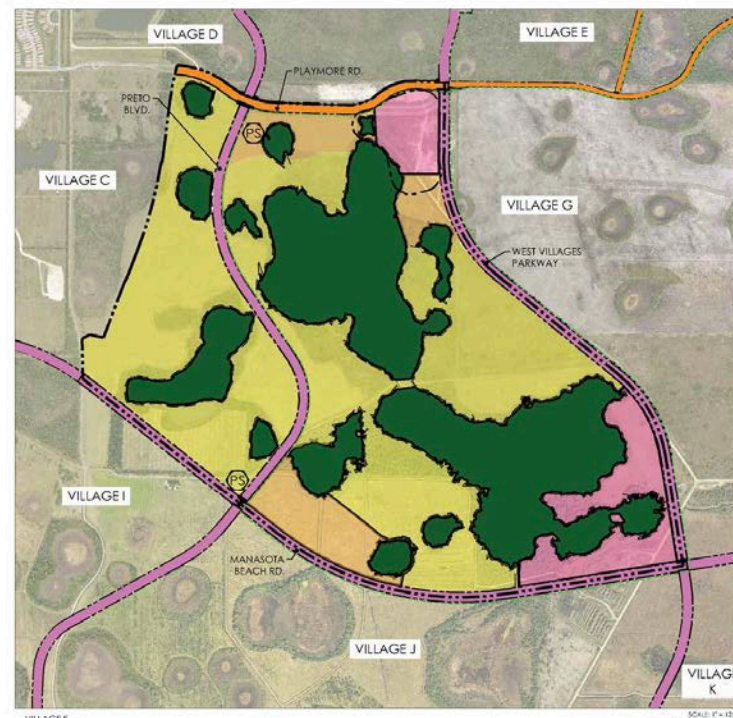 VILLAGE D
VILLAGE E
PLAYMORE RD.
PRETO
BLVD.
PS
VILLAGE C
VILLAGE G
WEST VILLAGES
PARKWAY
PS
VILLAGE I
MANASOTA
BEACH RD.
VILLAGE J
VILLAGE
K